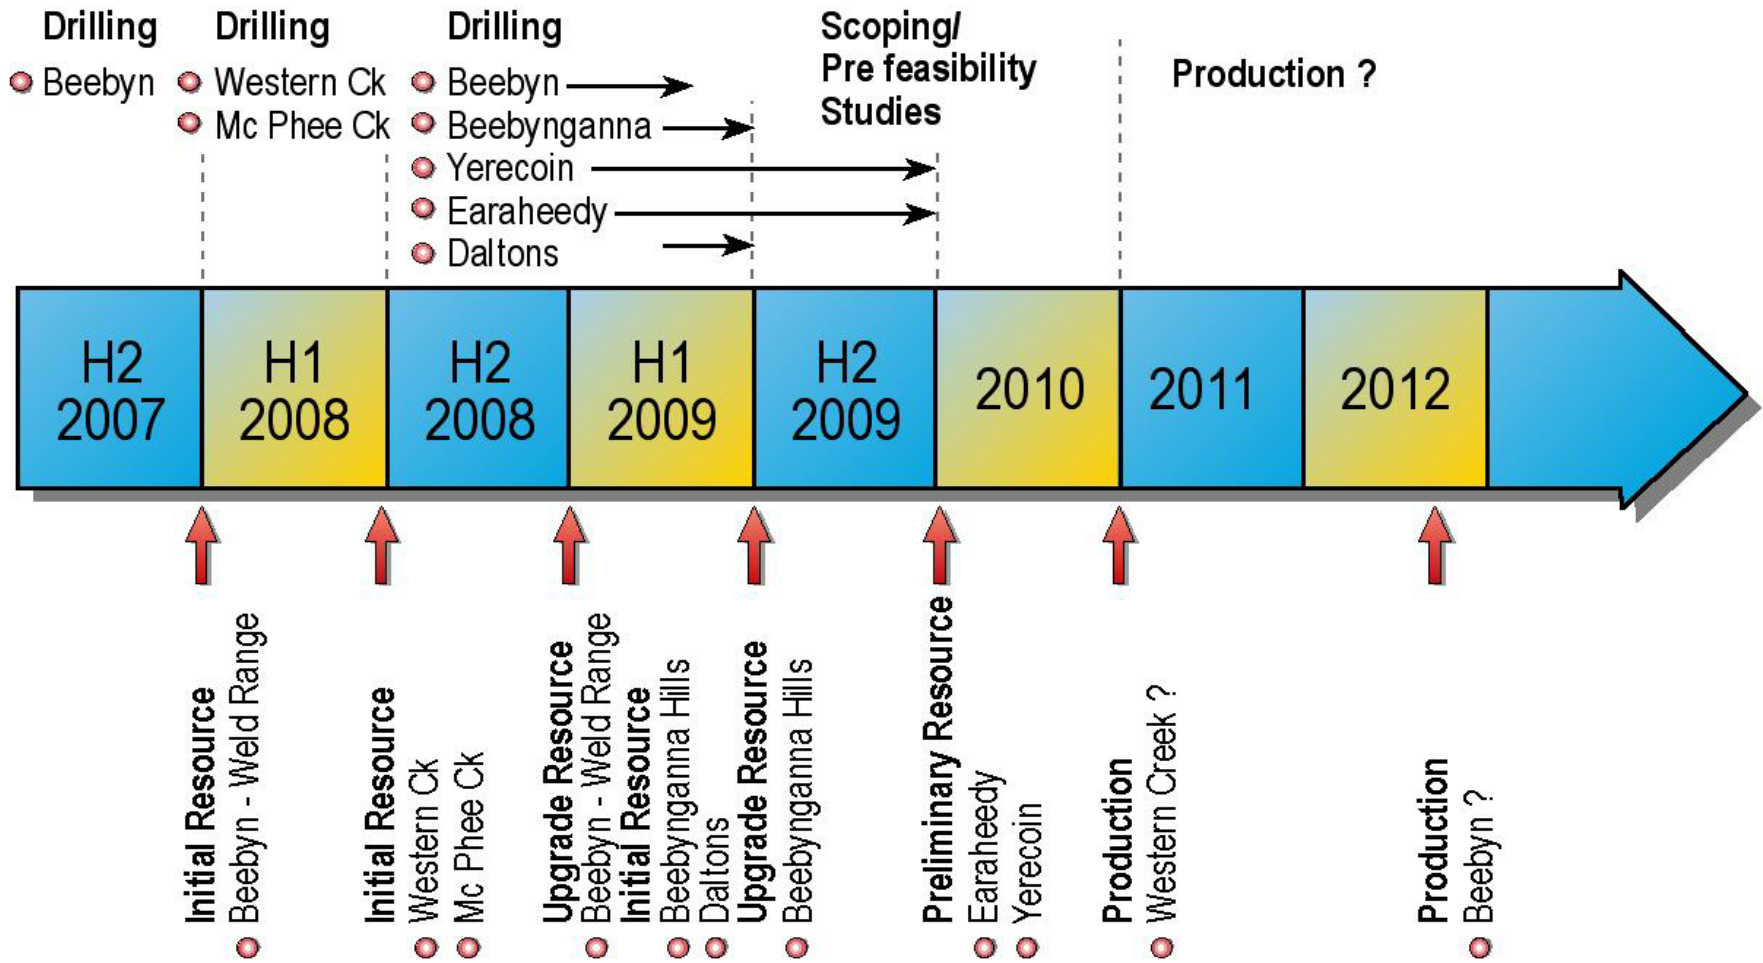 Drilling
Beebyn
Drilling
Western Ck
Mc Phee Ck
Drilling
Beebyn
Beebynganna
Yerecoin
Earaheedy
Daltons
Scoping/
Pre feasibility
Studies
Production ?
H2
2007
H1
2008
H2
2008
H1
2009
H2
2009
2010
2011
2012
Initial Resource
Beebyn - Weld Range
Initial Resource
Western Ck
Mc Phee Ck
Upgrade Resource
Beebyn - Weld Range
Initial Resource
Beebynganna Hills
Daltons
Upgrade Resource
Beebynganna Hills
Preliminary Resource
Earaheedy
Yerecoin
Production
Western Creek ?
Production
Beebyn ?